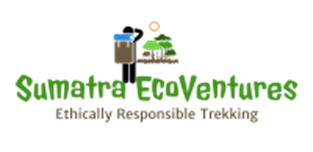 Sumatra EcoVentures
Ethically Responsible Trekking